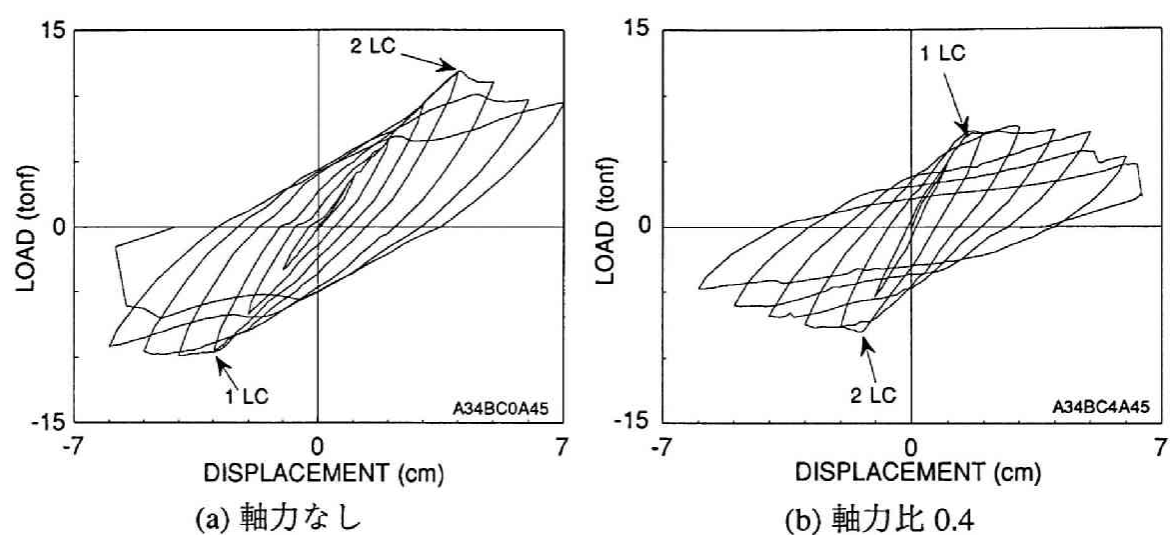 15
2 LC
LOAD (tonf)
0
1 LC
A34BC0A45
-15
-7
0
7
DISPLACEMENT (cm)
(a) 軸力なし
15
1 LC
LOAD (tonf)
0
2 LC
A34BC4A45
-15
-7
0
7
DISPLACEMENT (cm)
(b) 軸力比 0.4